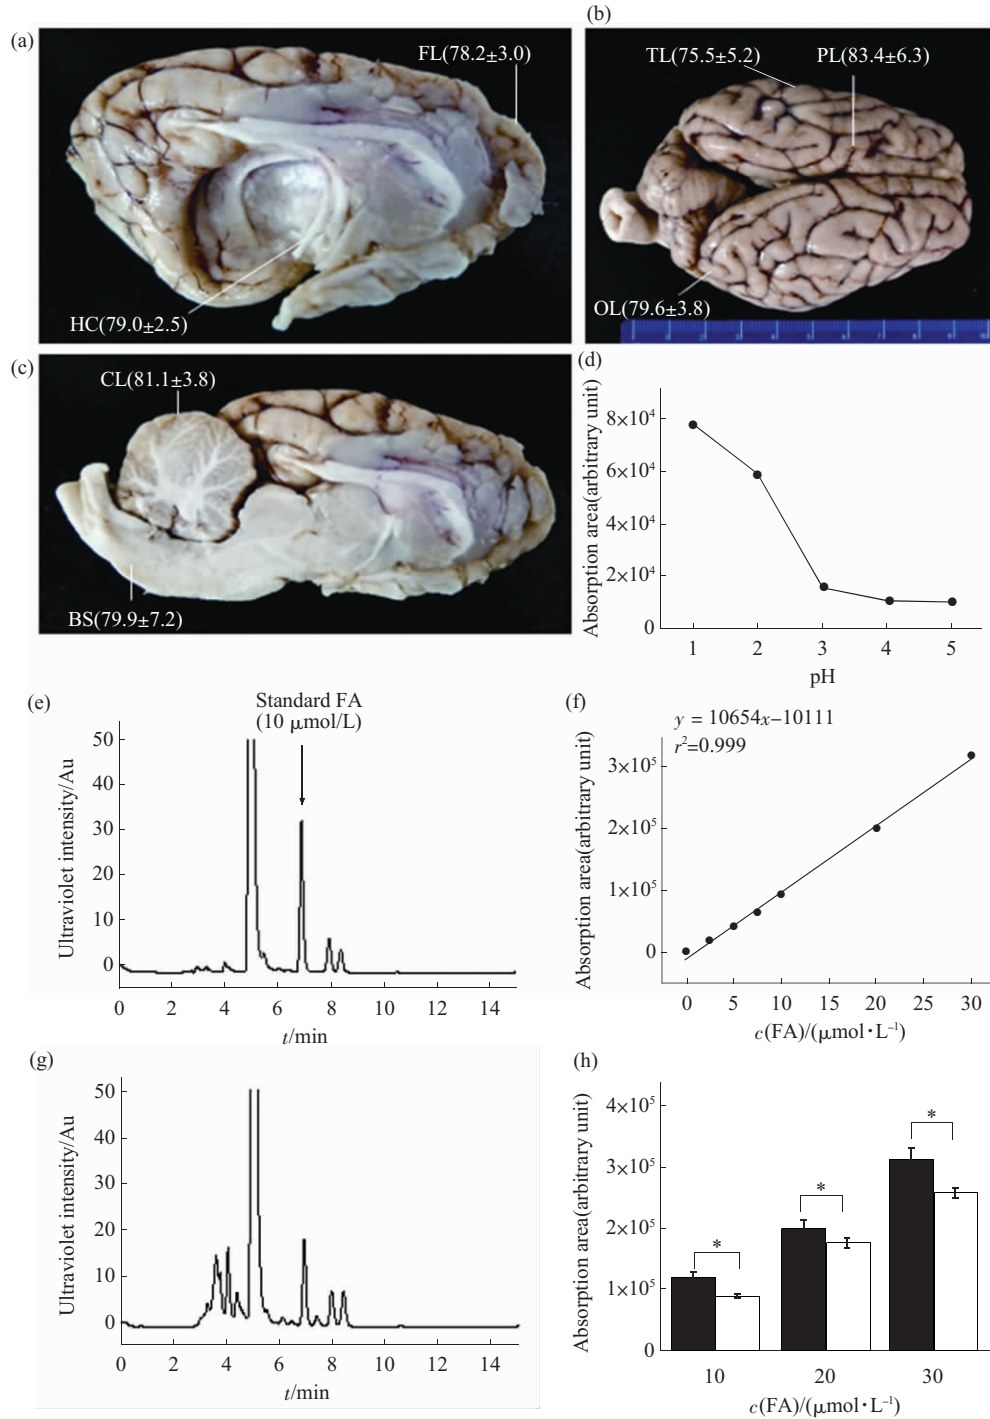 (a)
FL(78.2±3.0)
HC(79.0±2.5)
(b)
TL(75.5±5.2)
PL(83.4±6.3)
OL(79.6±3.8)
(c)
CL(81.1±3.8)
BS(79.9±7.2)
(d)
Absorption area(arbitrary unit)
8×10⁴
6×10⁴
4×10⁴
2×10⁴
0
1 2 3 4 5
pH
(e)
Standard FA
(10 μmol/L)
Ultraviolet intensity/Au
50
40
30
20
10
0
0 2 4 6 8 10 12 14
t/min
(f)
y = 10654x−10111
r²=0.999
Absorption area(arbitrary unit)
3×10⁵
2×10⁵
1×10⁵
0
0 5 10 15 20 25 30
c(FA)/(μmol·L⁻¹)
(g)
Ultraviolet intensity/Au
50
40
30
20
10
0
0 2 4 6 8 10 12 14
t/min
(h)
Absorption area(arbitrary unit)
4×10⁵
3×10⁵
2×10⁵
1×10⁵
0
*
*
*
10 20 30
c(FA)/(μmol·L⁻¹)